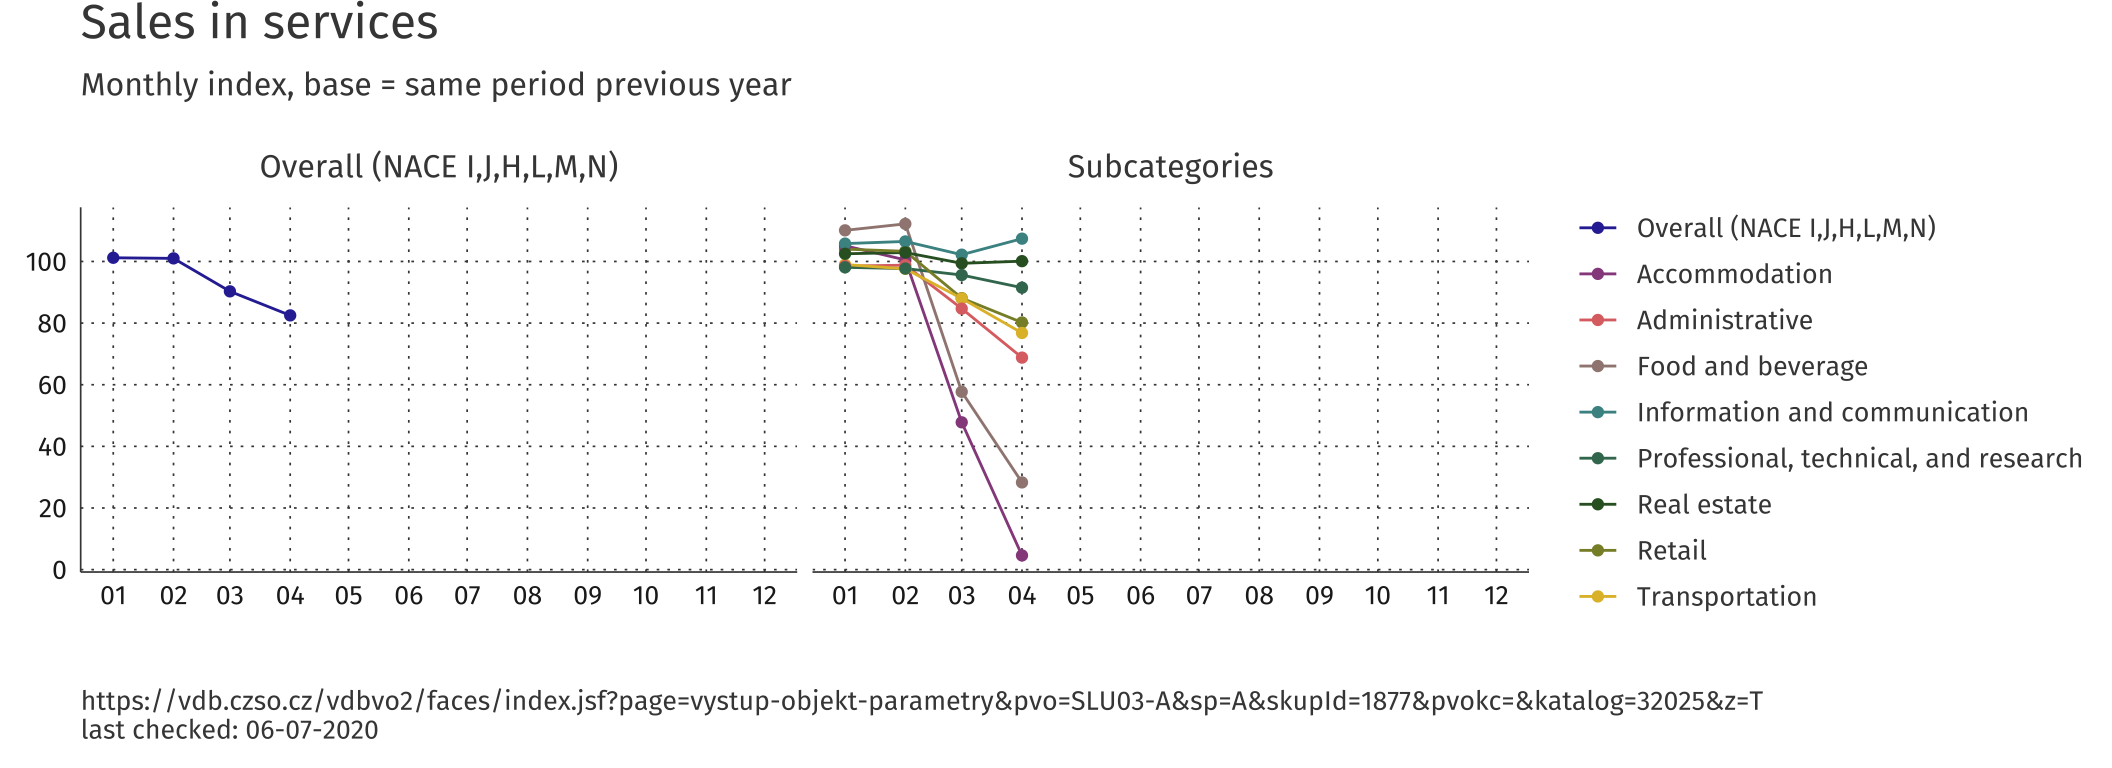 Sales in services
Monthly index, base = same period previous year
Overall (NACE I,J,H,L,M,N)
Subcategories
100
80
60
40
20
0
01 02 03 04 05 06 07 08 09 10 11 12
01 02 03 04 05 06 07 08 09 10 11 12
Overall (NACE I,J,H,L,M,N)
Accommodation
Administrative
Food and beverage
Information and communication
Professional, technical, and research
Real estate
Retail
Transportation
https://vdb.czso.cz/vdbvo2/faces/index.jsf?page=vystup-objekt-parametry&pvo=SLU03-A&sp=A&skupId=1877&pvokc=&katalog=32025&z=T
last checked: 06-07-2020